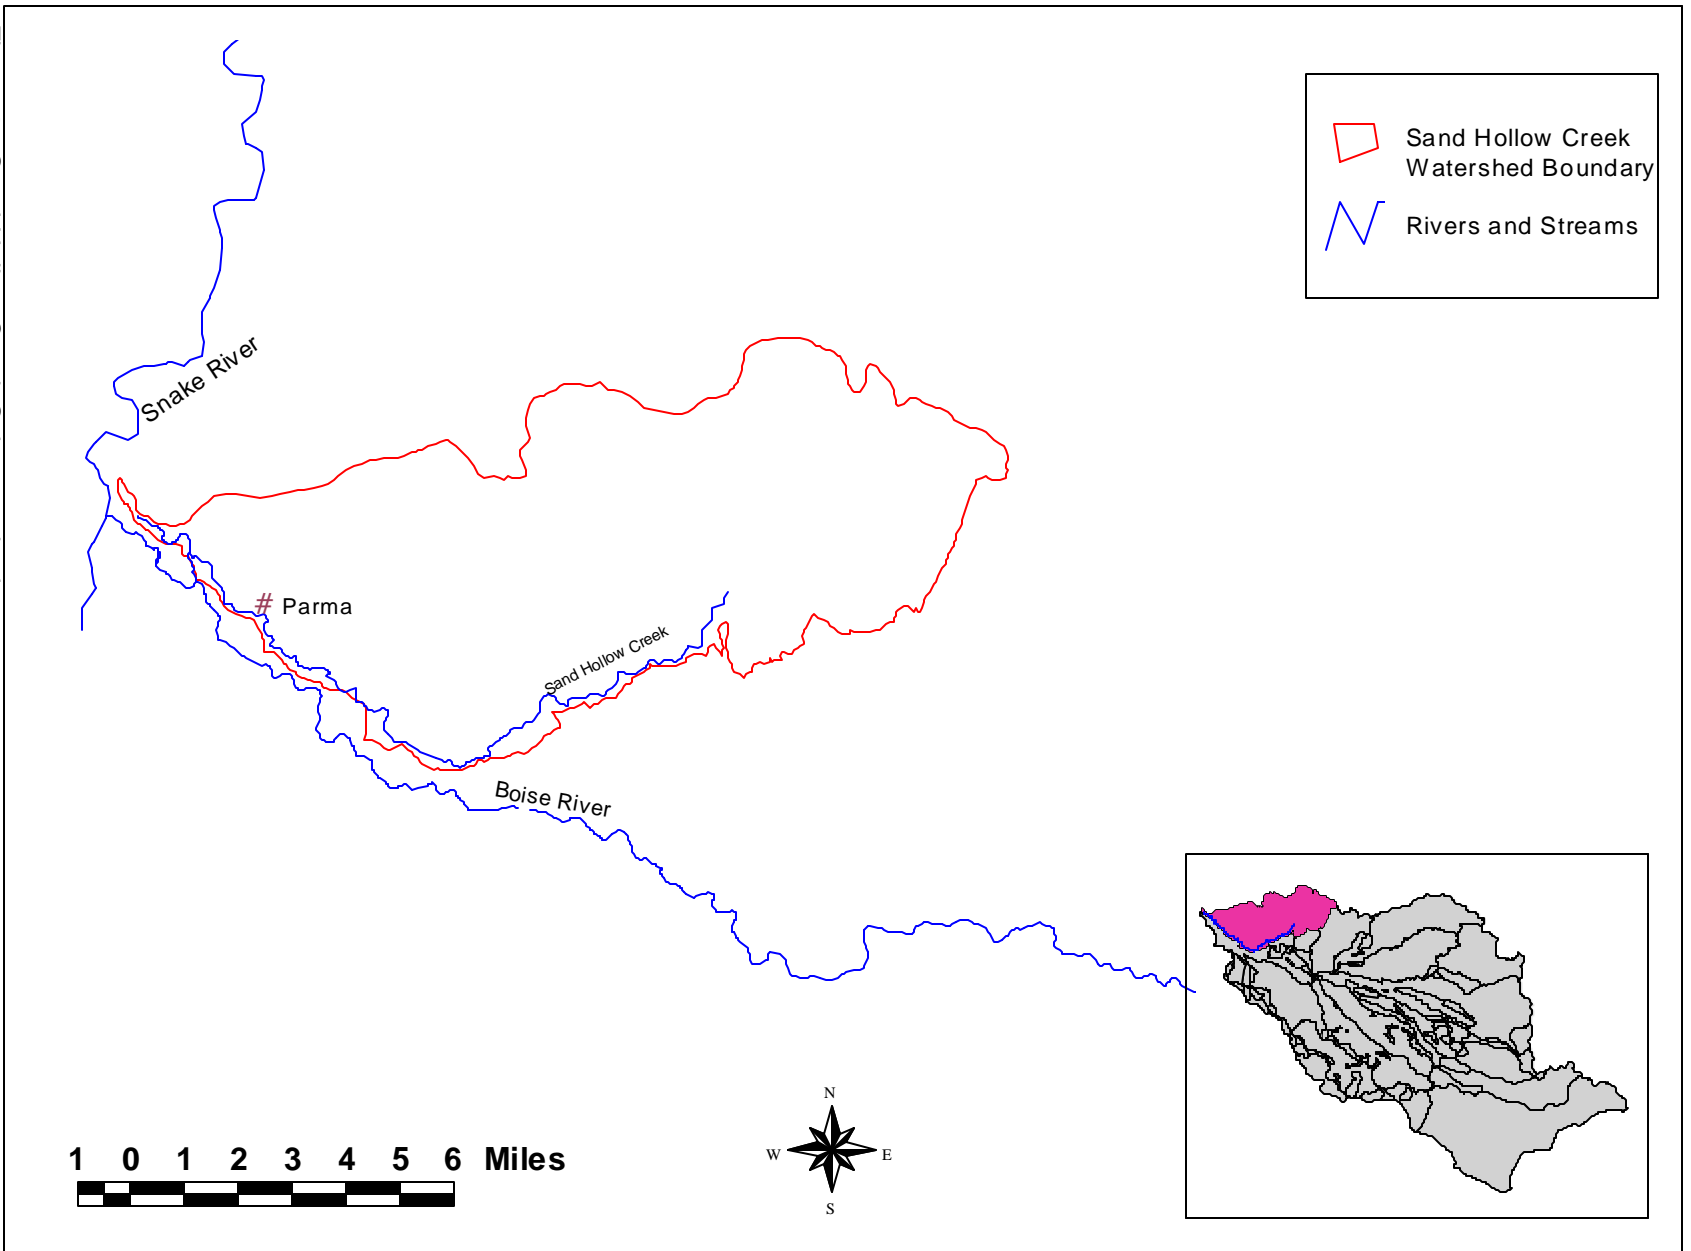 Sand Hollow Creek
Watershed Boundary
Rivers and Streams
Snake River
# Parma
Sand Hollow Creek
Boise River
N
W E
S
1 0 1 2 3 4 5 6 Miles